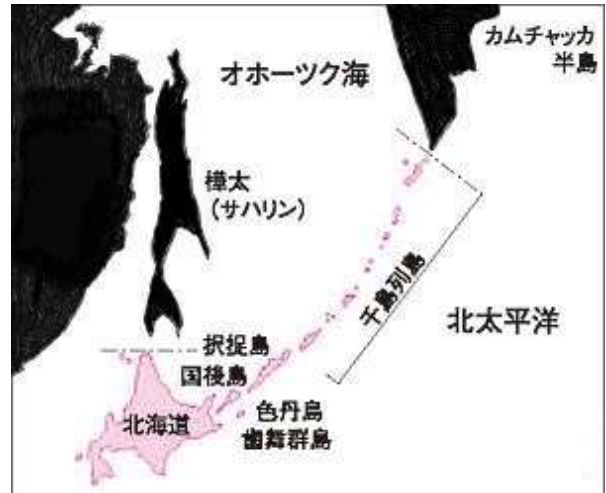 カムチャッカ
半島
オホーツク海
樺太
(サハリン)
千島列島
北太平洋
択捉島
国後島
色丹島
歯舞群島
北海道